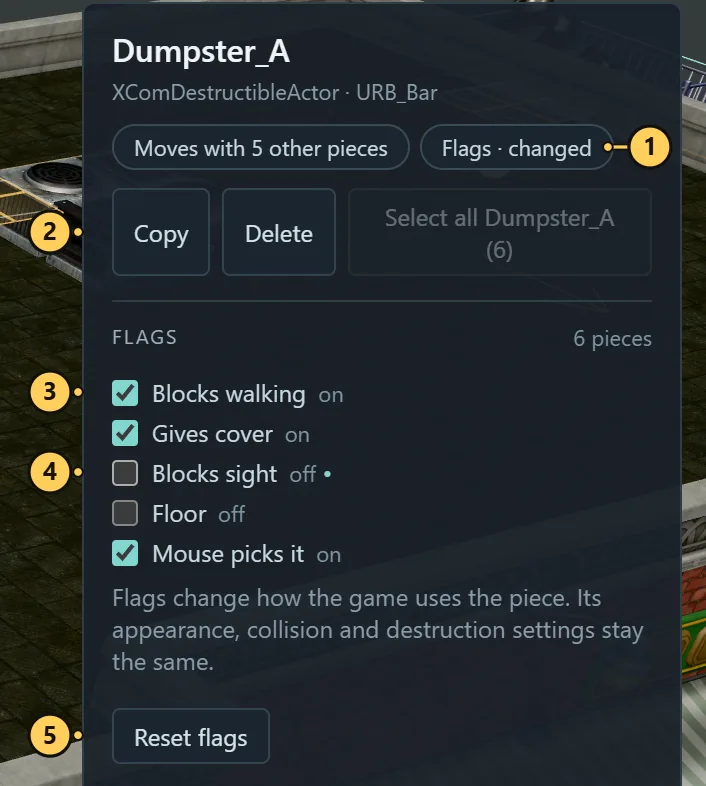 Dumpster_A
XComDestructibleActor · URB_Bar
Moves with 5 other pieces
Flags · changed
1
2
Copy
Delete
Select all Dumpster_A
(6)
FLAGS
6 pieces
3
Blocks walking on
Gives cover on
4
Blocks sight off •
Floor off
Mouse picks it on
Flags change how the game uses the piece. Its
appearance, collision and destruction settings stay
the same.
5
Reset flags